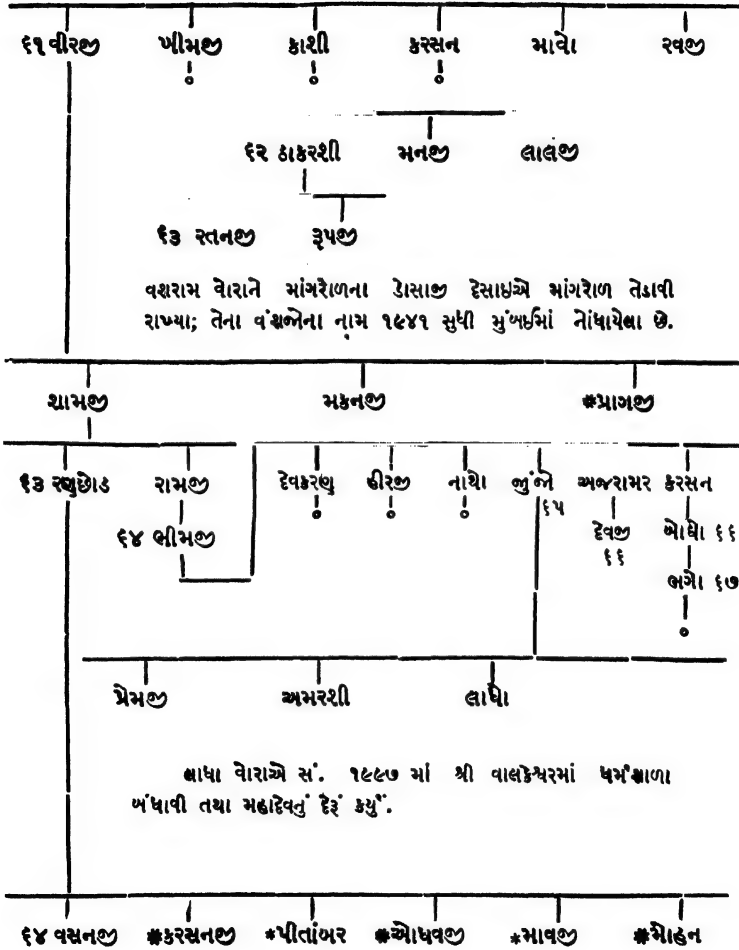 ૬૧ વીરજી ખીમજી કાશી કરસન માવો રવજી
૬૨ ઠાકરશી મનજી લાલજી
૬૩ રતનજી રૂપજી
વશરામ વોરાને માંગરોળના ડોસાજી દેસાઇએ માંગરોળ તેડાવી
રાખ્યા; તેના વંશજોના નામ ૧૯૪૧ સુધી મુંબઈમાં નોંધાયેલા છે.
શામજી મકનજી #પ્રાગજી
૬૩ રણછોડ રામજી દેવકરણ હીરજી નાથો જુંજો અજરામર કરસન
૬૫
૬૪ ભીમજી દેવજી બોઘો ૬૬
૬૬
ભગો ૬૭
પ્રેમજી અમરશી લાધો
લાધા વોરાએ સં. ૧૯૯૭ માં શ્રી વાલકેશ્વરમાં ધર્મશાળા
બંધાવી તથા મહાદેવનું દેરૂં કર્યું.
૬૪ વસનજી #કરસનજી *પીતાંબર #ઓધવજી *માવજી #મોહન